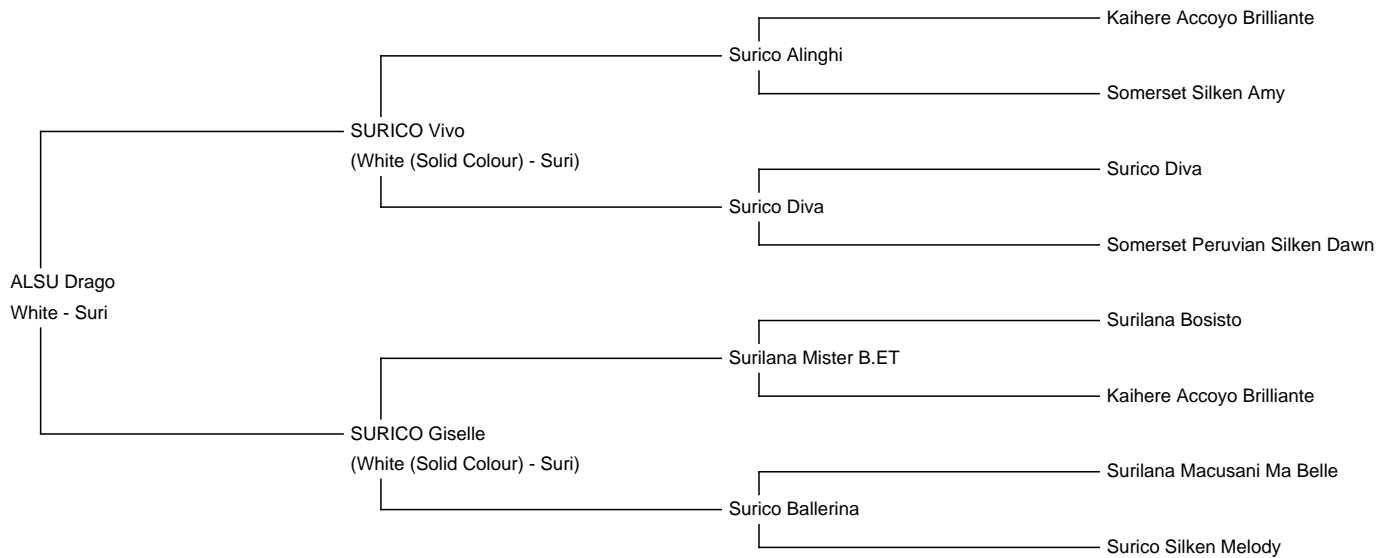 Kaihere Accoyo Brilliante
Surico Alinghi
Somerset Silken Amy
SURICO Vivo
(White (Solid Colour) - Suri)
Surico Diva
Surico Diva
Somerset Peruvian Silken Dawn
ALSU Drago
White - Suri
Surilana Bosisto
Surilana Mister B.ET
Kaihere Accoyo Brilliante
SURICO Giselle
(White (Solid Colour) - Suri)
Surilana Macusani Ma Belle
Surico Ballerina
Surico Silken Melody